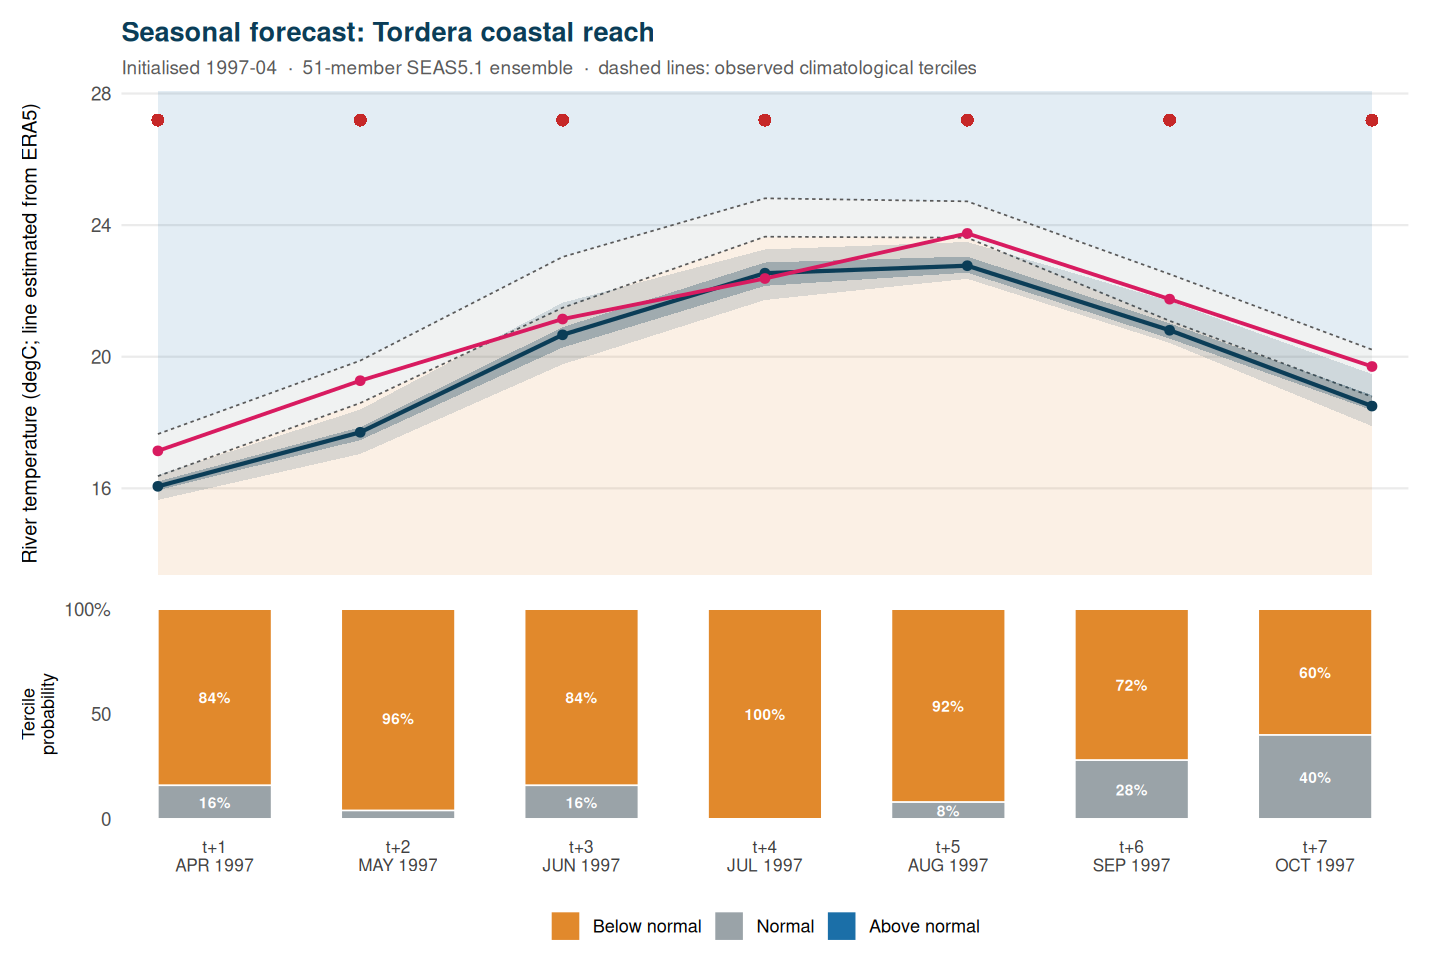 Seasonal forecast: Tordera coastal reach
Initialised 1997-04 · 51-member SEAS5.1 ensemble · dashed lines: observed climatological terciles
River temperature (degC; line estimated from ERA5)
28
24
20
16
Tercile
probability
100%
50
0
84%
96%
84%
100%
92%
72%
60%
16%
16%
8%
28%
40%
t+1
APR 1997
t+2
MAY 1997
t+3
JUN 1997
t+4
JUL 1997
t+5
AUG 1997
t+6
SEP 1997
t+7
OCT 1997
Below normal
Normal
Above normal